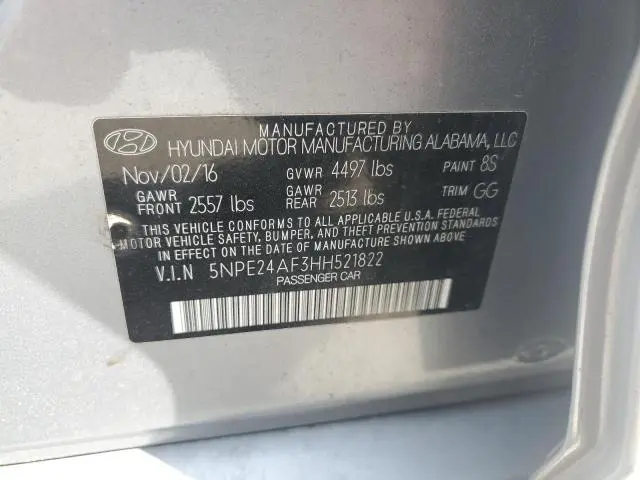 MANUFACTURED BY
HYUNDAI MOTOR MANUFACTURING ALABAMA, LLC
Nov/02/16 GVWR 4497 lbs PAINT 8S
GAWR FRONT 2557 lbs GAWR REAR 2513 lbs TRIM GG
THIS VEHICLE CONFORMS TO ALL APPLICABLE U.S.A. FEDERAL
MOTOR VEHICLE SAFETY, BUMPER, AND THEFT PREVENTION STANDARDS
IN EFFECT ON THE DATE OF MANUFACTURE SHOWN ABOVE.
V.I.N 5NPE24AF3HH521822
PASSENGER CAR